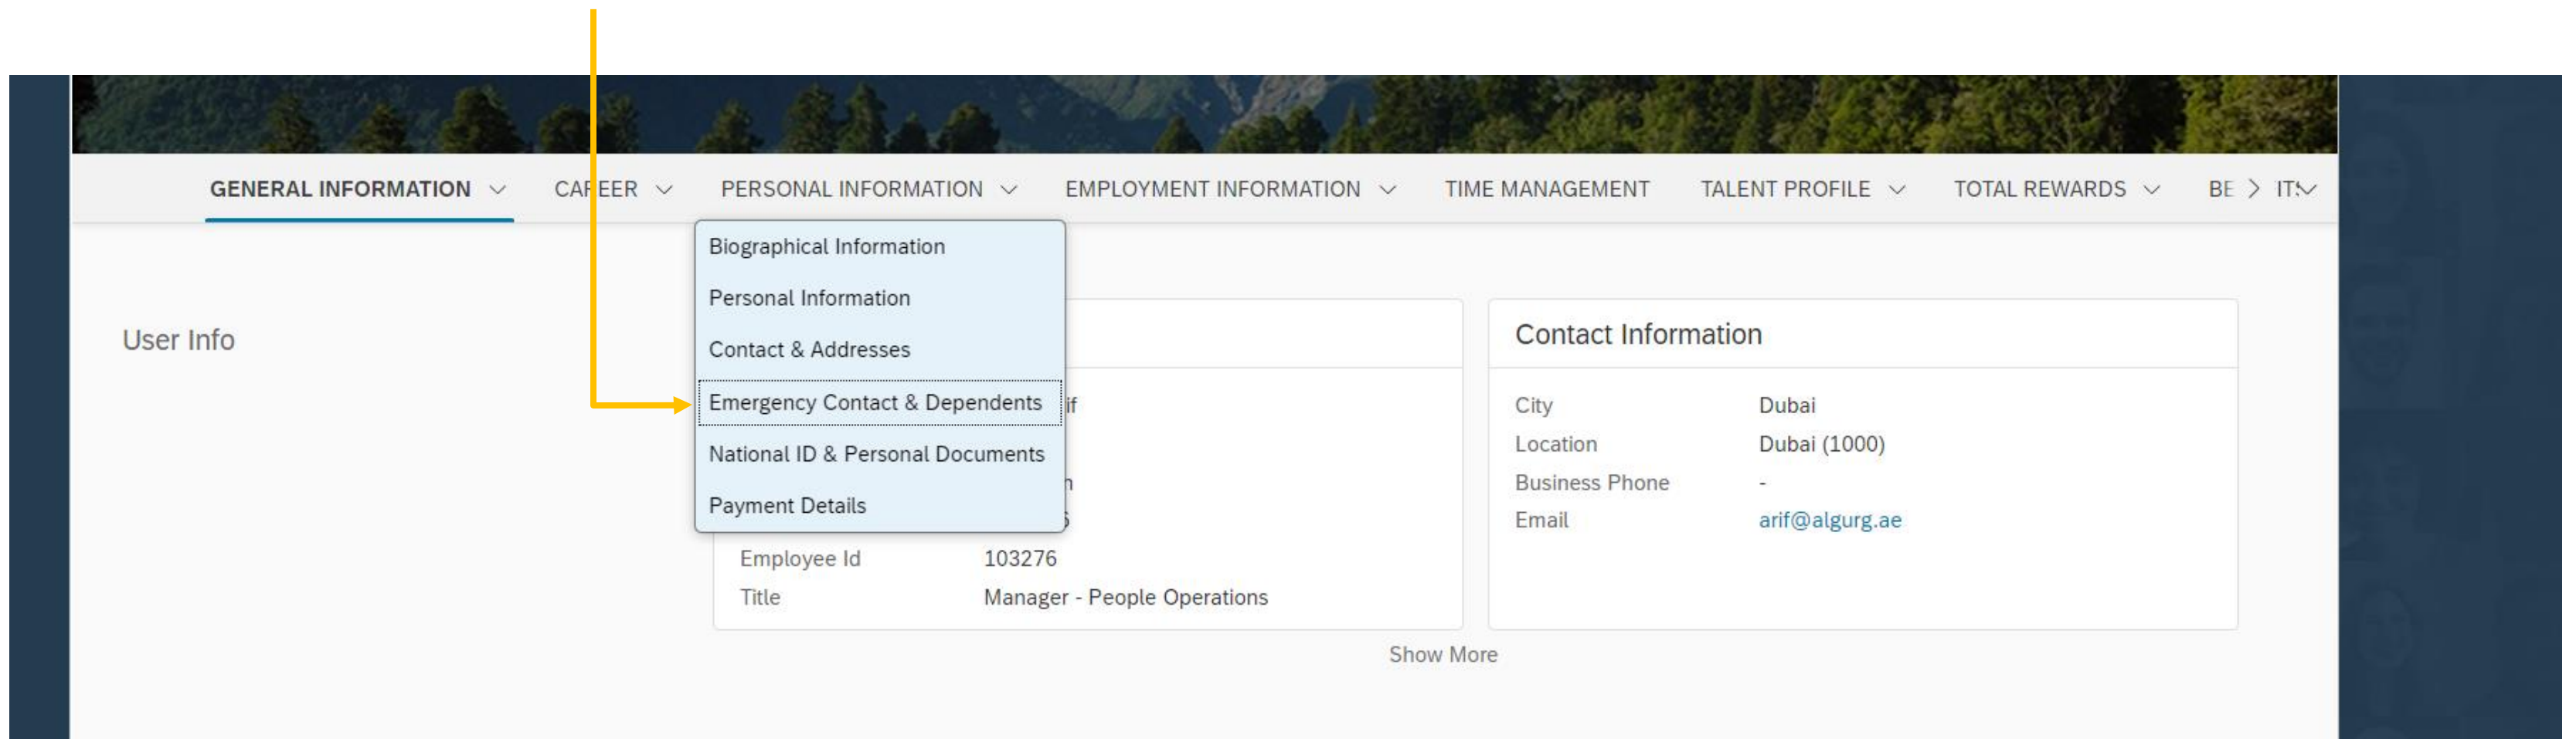 GENERAL INFORMATION CAREER PERSONAL INFORMATION EMPLOYMENT INFORMATION TIME MANAGEMENT TALENT PROFILE TOTAL REWARDS
Biographical Information
Personal Information
Contact & Addresses
Emergency Contact & Dependents
National ID & Personal Documents
Payment Details
User Info
Employee Id 103276
Title Manager - People Operations
Contact Information
City Dubai
Location Dubai (1000)
Business Phone -
Email arif@algurg.ae
Show More